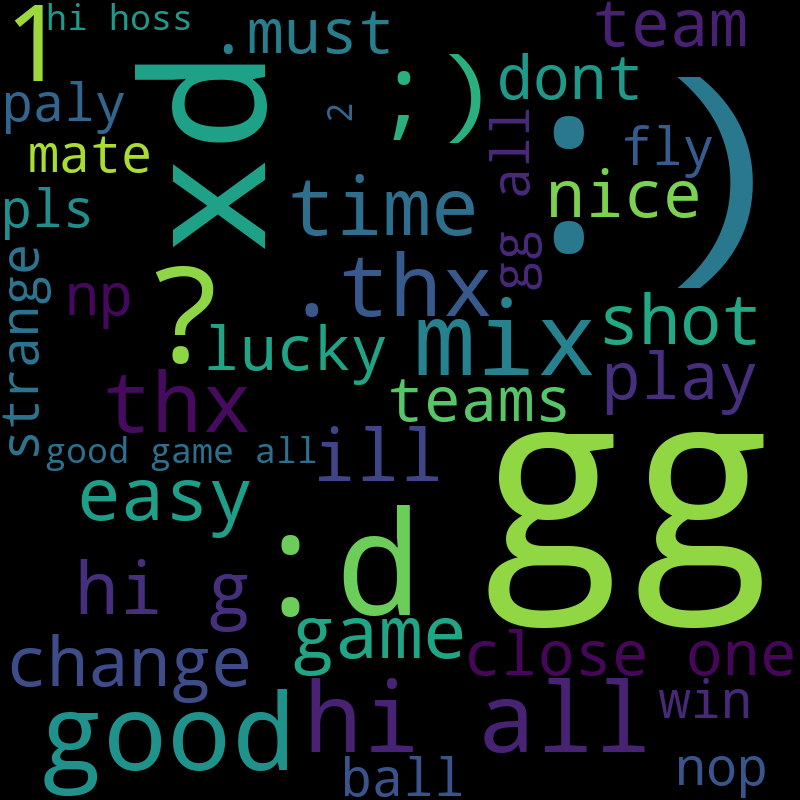 1
hi hoss
.must
team
paly
xd
2
;)
dont
:)
mate
gg all
fly
pls
time
nice
strange
np
?
.thx
mix
shot
lucky
thx
teams
play
good game all
ill
gg
easy
:d
hi g
game
change
close one
good
hi all
win
ball
nop